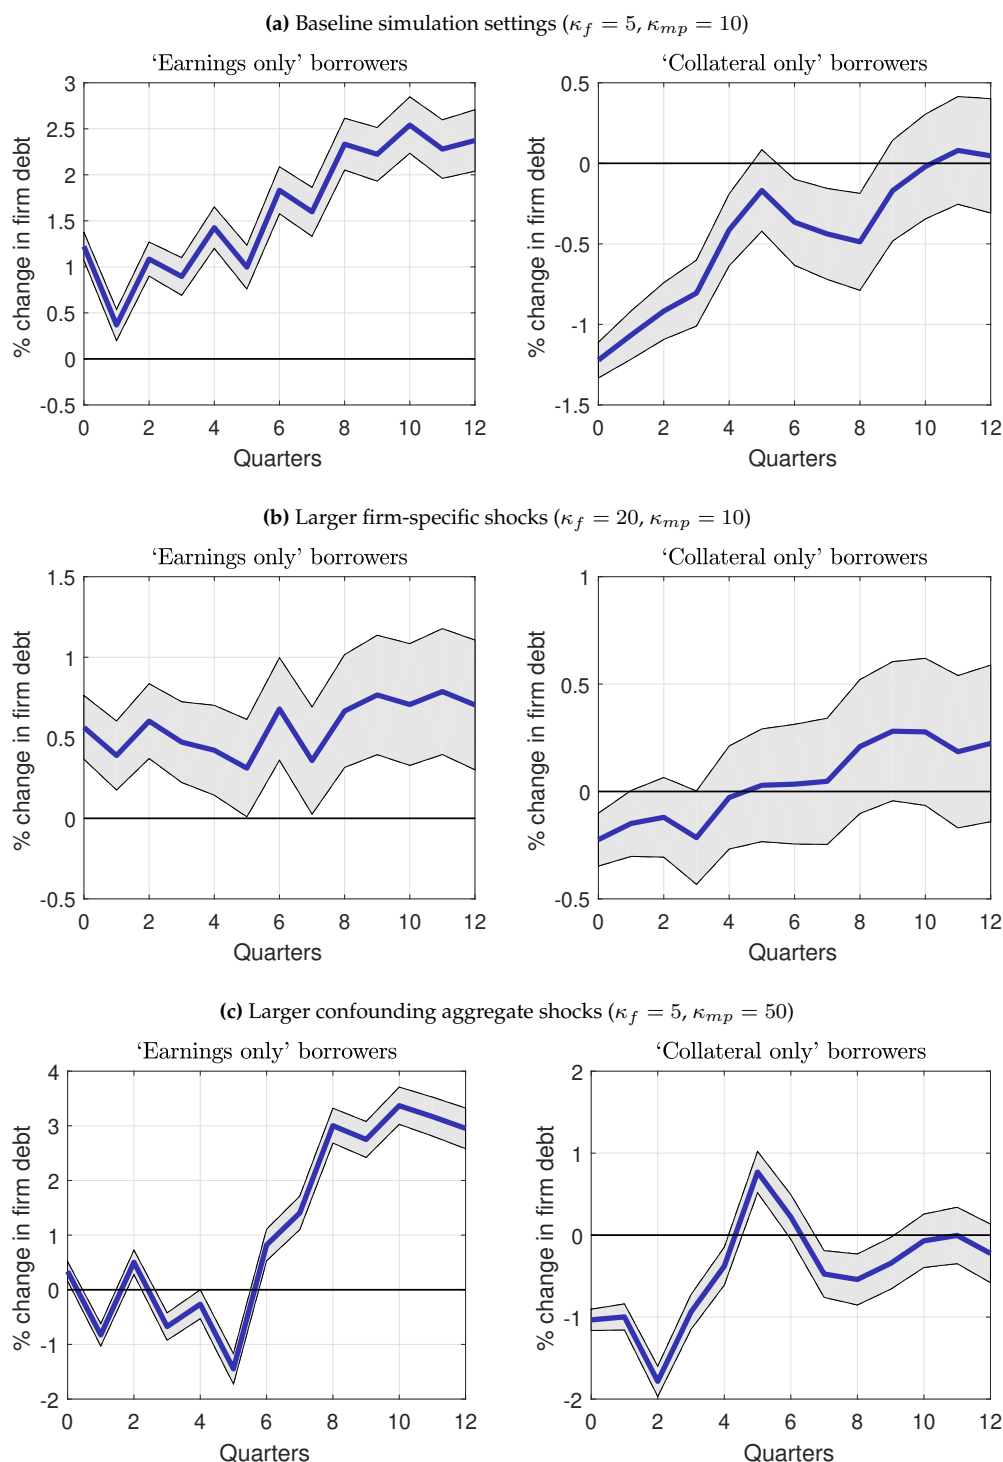 (a) Baseline simulation settings (κf = 5, κmp = 10)
‘Earnings only’ borrowers
% change in firm debt
3
2.5
2
1.5
1
0.5
0
-0.5
0 2 4 6 8 10 12
Quarters
‘Collateral only’ borrowers
% change in firm debt
0.5
0
-0.5
-1
-1.5
0 2 4 6 8 10 12
Quarters
(b) Larger firm-specific shocks (κf = 20, κmp = 10)
‘Earnings only’ borrowers
% change in firm debt
1.5
1
0.5
0
-0.5
0 2 4 6 8 10 12
Quarters
‘Collateral only’ borrowers
% change in firm debt
1
0.5
0
-0.5
0 2 4 6 8 10 12
Quarters
(c) Larger confounding aggregate shocks (κf = 5, κmp = 50)
‘Earnings only’ borrowers
% change in firm debt
4
3
2
1
0
-1
-2
0 2 4 6 8 10 12
Quarters
‘Collateral only’ borrowers
% change in firm debt
2
1
0
-1
-2
0 2 4 6 8 10 12
Quarters